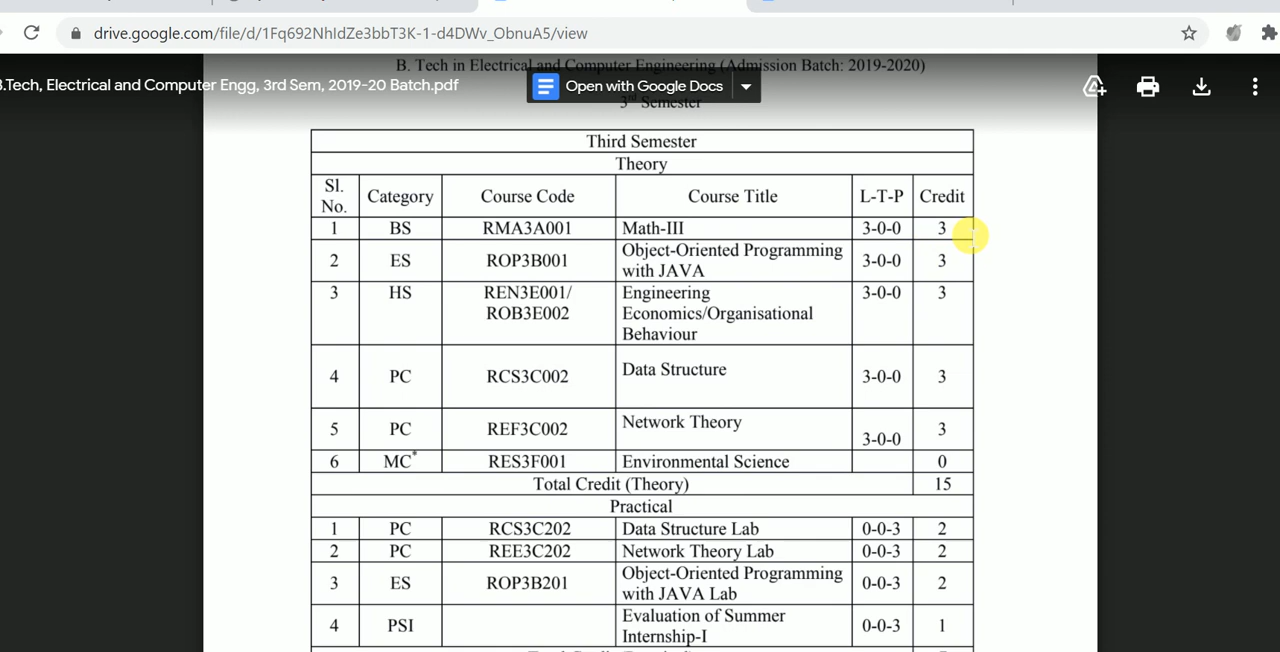 drive.google.com/file/d/1Fq692NhIdZe3bbT3K-1-d4DWv_ObnuA5/view
B. Tech in Electrical and Computer Engineering (Admission Batch: 2019-2020)
B.Tech, Electrical and Computer Engg, 3rd Sem, 2019-20 Batch.pdf
Open with Google Docs
3rd Semester
Third Semester
Theory
Sl. No. Category Course Code Course Title L-T-P Credit
1 BS RMA3A001 Math-III 3-0-0 3
2 ES ROP3B001 Object-Oriented Programming with JAVA 3-0-0 3
3 HS REN3E001/ ROB3E002 Engineering Economics/Organisational Behaviour 3-0-0 3
4 PC RCS3C002 Data Structure 3-0-0 3
5 PC REF3C002 Network Theory 3-0-0 3
6 MC* RES3F001 Environmental Science 0
Total Credit (Theory) 15
Practical
1 PC RCS3C202 Data Structure Lab 0-0-3 2
2 PC REE3C202 Network Theory Lab 0-0-3 2
3 ES ROP3B201 Object-Oriented Programming with JAVA Lab 0-0-3 2
4 PSI Evaluation of Summer Internship-I 0-0-3 1